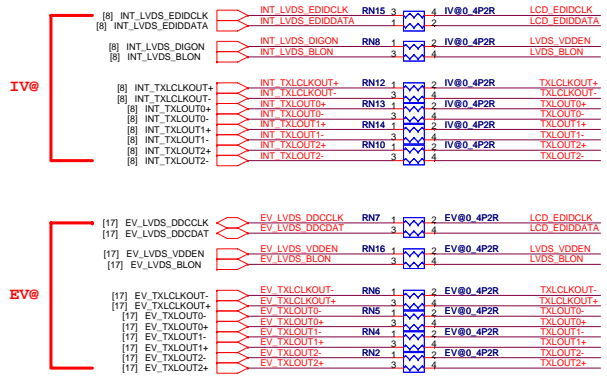 [8] INT_LVDS_EDIDCLK INT_LVDS_EDIDCLK RN15 3 4 IV@0_4P2R LCD_EDIDCLK
[8] INT_LVDS_EDIDDATA INT_LVDS_EDIDDATA 1 2 LCD_EDIDDATA
[8] INT_LVDS_DIGON INT_LVDS_DIGON RN8 1 2 IV@0_4P2R LVDS_VDDEN
[8] INT_LVDS_BLON INT_LVDS_BLON 3 4 LVDS_BLON
IV@
[8] INT_TXLCLKOUT+ INT_TXLCLKOUT+ RN12 1 2 IV@0_4P2R TXLCLKOUT+
[8] INT_TXLCLKOUT- INT_TXLCLKOUT- 3 4 TXLCLKOUT-
[8] INT_TXLOUT0+ INT_TXLOUT0+ RN13 1 2 IV@0_4P2R TXLOUT0+
[8] INT_TXLOUT0- INT_TXLOUT0- 3 4 TXLOUT0-
[8] INT_TXLOUT1+ INT_TXLOUT1+ RN14 1 2 IV@0_4P2R TXLOUT1+
[8] INT_TXLOUT1- INT_TXLOUT1- 3 4 TXLOUT1-
[8] INT_TXLOUT2+ INT_TXLOUT2+ RN10 1 2 IV@0_4P2R TXLOUT2+
[8] INT_TXLOUT2- INT_TXLOUT2- 3 4 TXLOUT2-
[17] EV_LVDS_DDCCLK EV_LVDS_DDCCLK RN7 1 2 EV@0_4P2R LCD_EDIDCLK
[17] EV_LVDS_DDCDAT EV_LVDS_DDCDAT 3 4 LCD_EDIDDATA
[17] EV_LVDS_VDDEN EV_LVDS_VDDEN RN16 1 2 EV@0_4P2R LVDS_VDDEN
[17] EV_LVDS_BLON EV_LVDS_BLON 3 4 LVDS_BLON
EV@
[17] EV_TXLCLKOUT- EV_TXLCLKOUT- RN6 1 2 EV@0_4P2R TXLCLKOUT-
[17] EV_TXLCLKOUT+ EV_TXLCLKOUT+ 3 4 TXLCLKOUT+
[17] EV_TXLOUT0- EV_TXLOUT0- RN5 1 2 EV@0_4P2R TXLOUT0-
[17] EV_TXLOUT0+ EV_TXLOUT0+ 3 4 TXLOUT0+
[17] EV_TXLOUT1- EV_TXLOUT1- RN4 1 2 EV@0_4P2R TXLOUT1-
[17] EV_TXLOUT1+ EV_TXLOUT1+ 3 4 TXLOUT1+
[17] EV_TXLOUT2- EV_TXLOUT2- RN2 1 2 EV@0_4P2R TXLOUT2-
[17] EV_TXLOUT2+ EV_TXLOUT2+ 3 4 TXLOUT2+